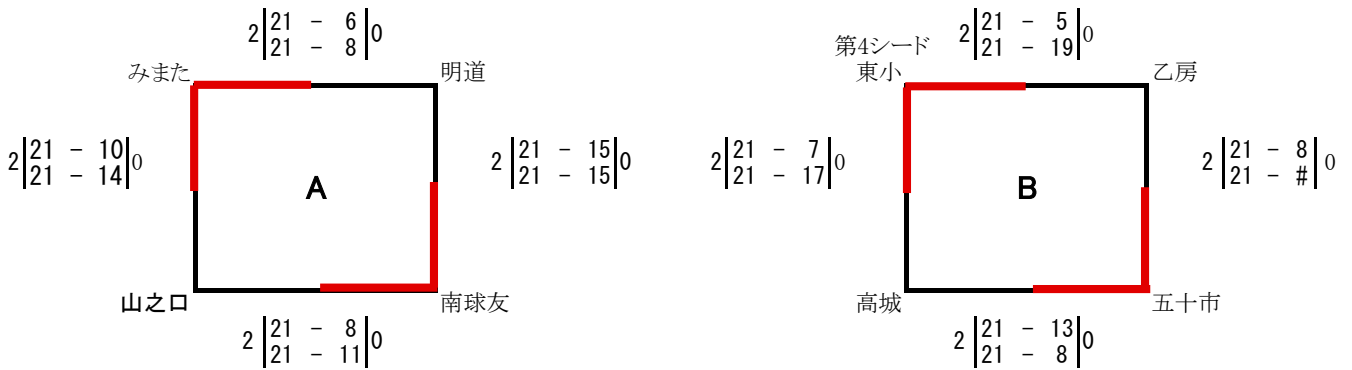 2 21 - 6 0
21 - 8
みまた 明道
2 21 - 10 0
21 - 14
A
2 21 - 15 0
21 - 15
山之口 南球友
2 21 - 8 0
21 - 11
2 21 - 5 0
21 - 19
第4シード
東小 乙房
2 21 - 7 0
21 - 17
B
2 21 - 8 0
21 - #
高城 五十市
2 21 - 13 0
21 - 8